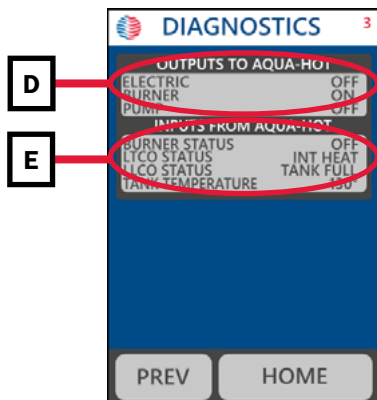 DIAGNOSTICS 3
OUTPUTS TO AQUA-HOT
D
ELECTRIC OFF
BURNER ON
PUMP OFF
INPUTS FROM AQUA-HOT
E
BURNER STATUS OFF
LTCO STATUS INT HEAT
LLCO STATUS TANK FULL
TANK TEMPERATURE 130°
PREV HOME